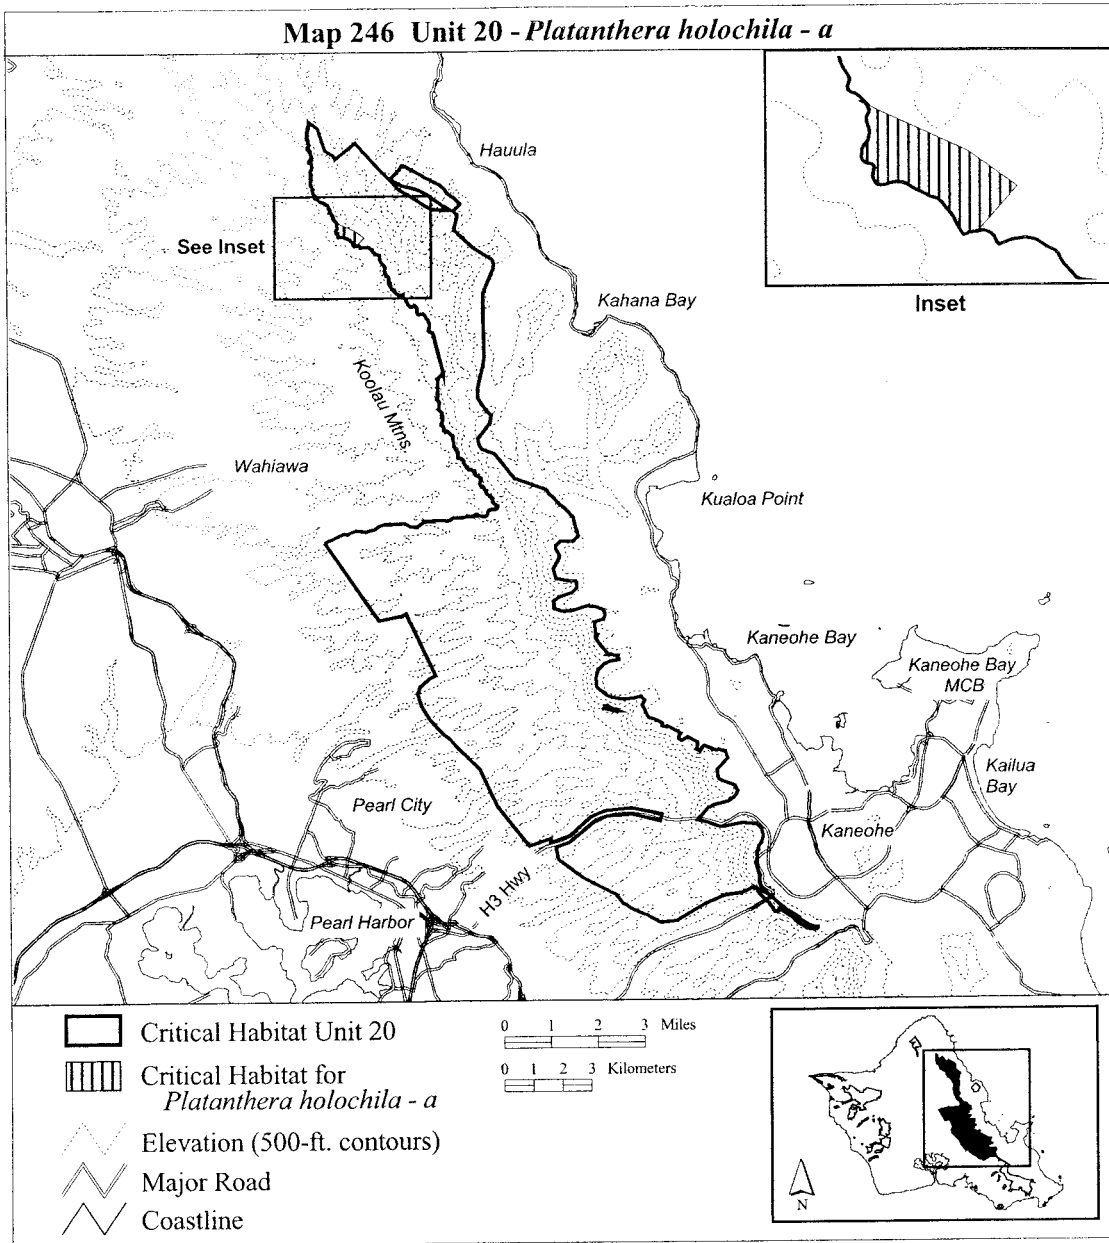 Map 246 Unit 20 - Platanthera holochila - a
Hauula
See Inset
Kahana Bay
Inset
Koolau Mtns.
Wahiawa
Kualoa Point
Kaneohe Bay
Kaneohe Bay
MCB
Kailua
Bay
Pearl City
Kaneohe
H3 Hwy
Pearl Harbor
Critical Habitat Unit 20
Critical Habitat for
Platanthera holochila - a
Elevation (500-ft. contours)
Major Road
Coastline
0 1 2 3 Miles
0 1 2 3 Kilometers
N